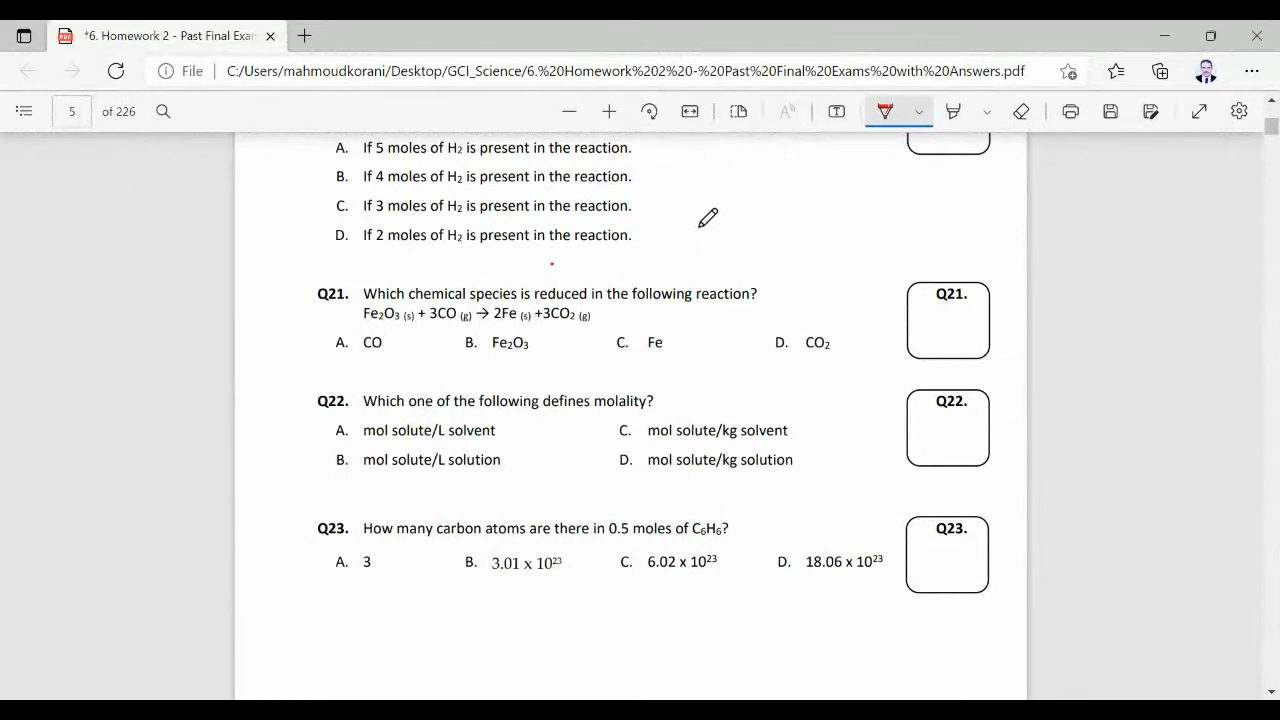 *6. Homework 2 - Past Final Exam
File C:/Users/mahmoudkorani/Desktop/GCI_Science/6.%20Homework%202%20-%20Past%20Final%20Exams%20with%20Answers.pdf
5 of 226
A. If 5 moles of H₂ is present in the reaction.
B. If 4 moles of H₂ is present in the reaction.
C. If 3 moles of H₂ is present in the reaction.
D. If 2 moles of H₂ is present in the reaction.
Q21. Which chemical species is reduced in the following reaction? Q21.
Fe₂O₃ (s) + 3CO (g) → 2Fe (s) +3CO₂ (g)
A. CO B. Fe₂O₃ C. Fe D. CO₂
Q22. Which one of the following defines molality? Q22.
A. mol solute/L solvent C. mol solute/kg solvent
B. mol solute/L solution D. mol solute/kg solution
Q23. How many carbon atoms are there in 0.5 moles of C₆H₆? Q23.
A. 3 B. 3.01 x 10²³ C. 6.02 x 10²³ D. 18.06 x 10²³